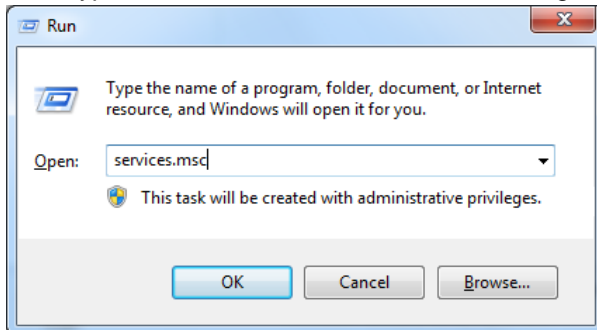 Run
Type the name of a program, folder, document, or Internet
resource, and Windows will open it for you.
Open: services.msc
This task will be created with administrative privileges.
OK Cancel Browse...